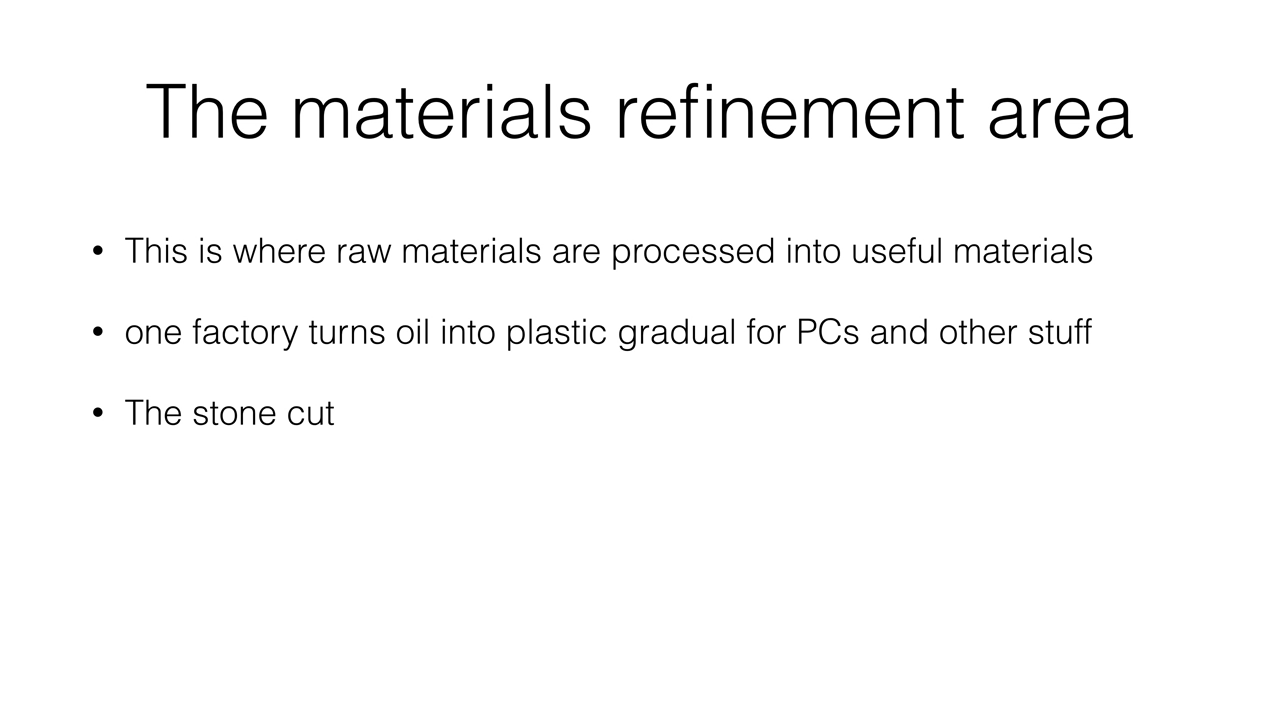 The materials refinement area
• This is where raw materials are processed into useful materials
• one factory turns oil into plastic gradual for PCs and other stuff
• The stone cut